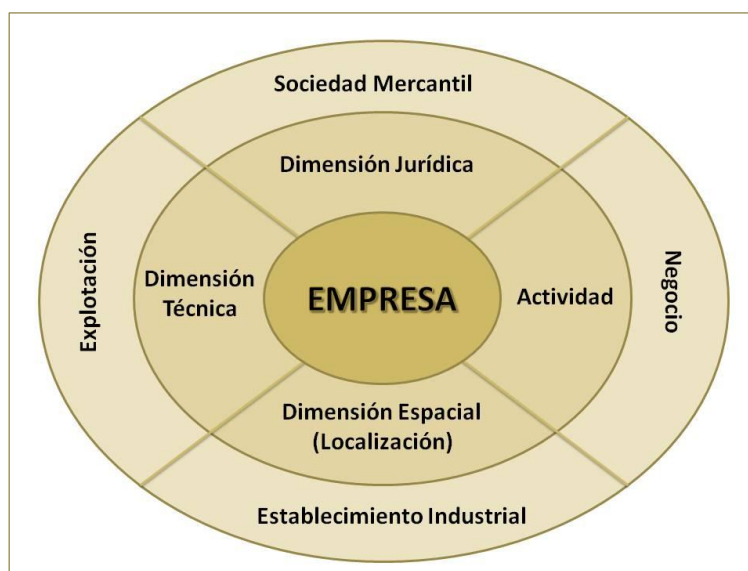 Sociedad Mercantil
Dimensión Jurídica
Explotación
Dimensión
Técnica
EMPRESA
Actividad
Negocio
Dimensión Espacial
(Localización)
Establecimiento Industrial